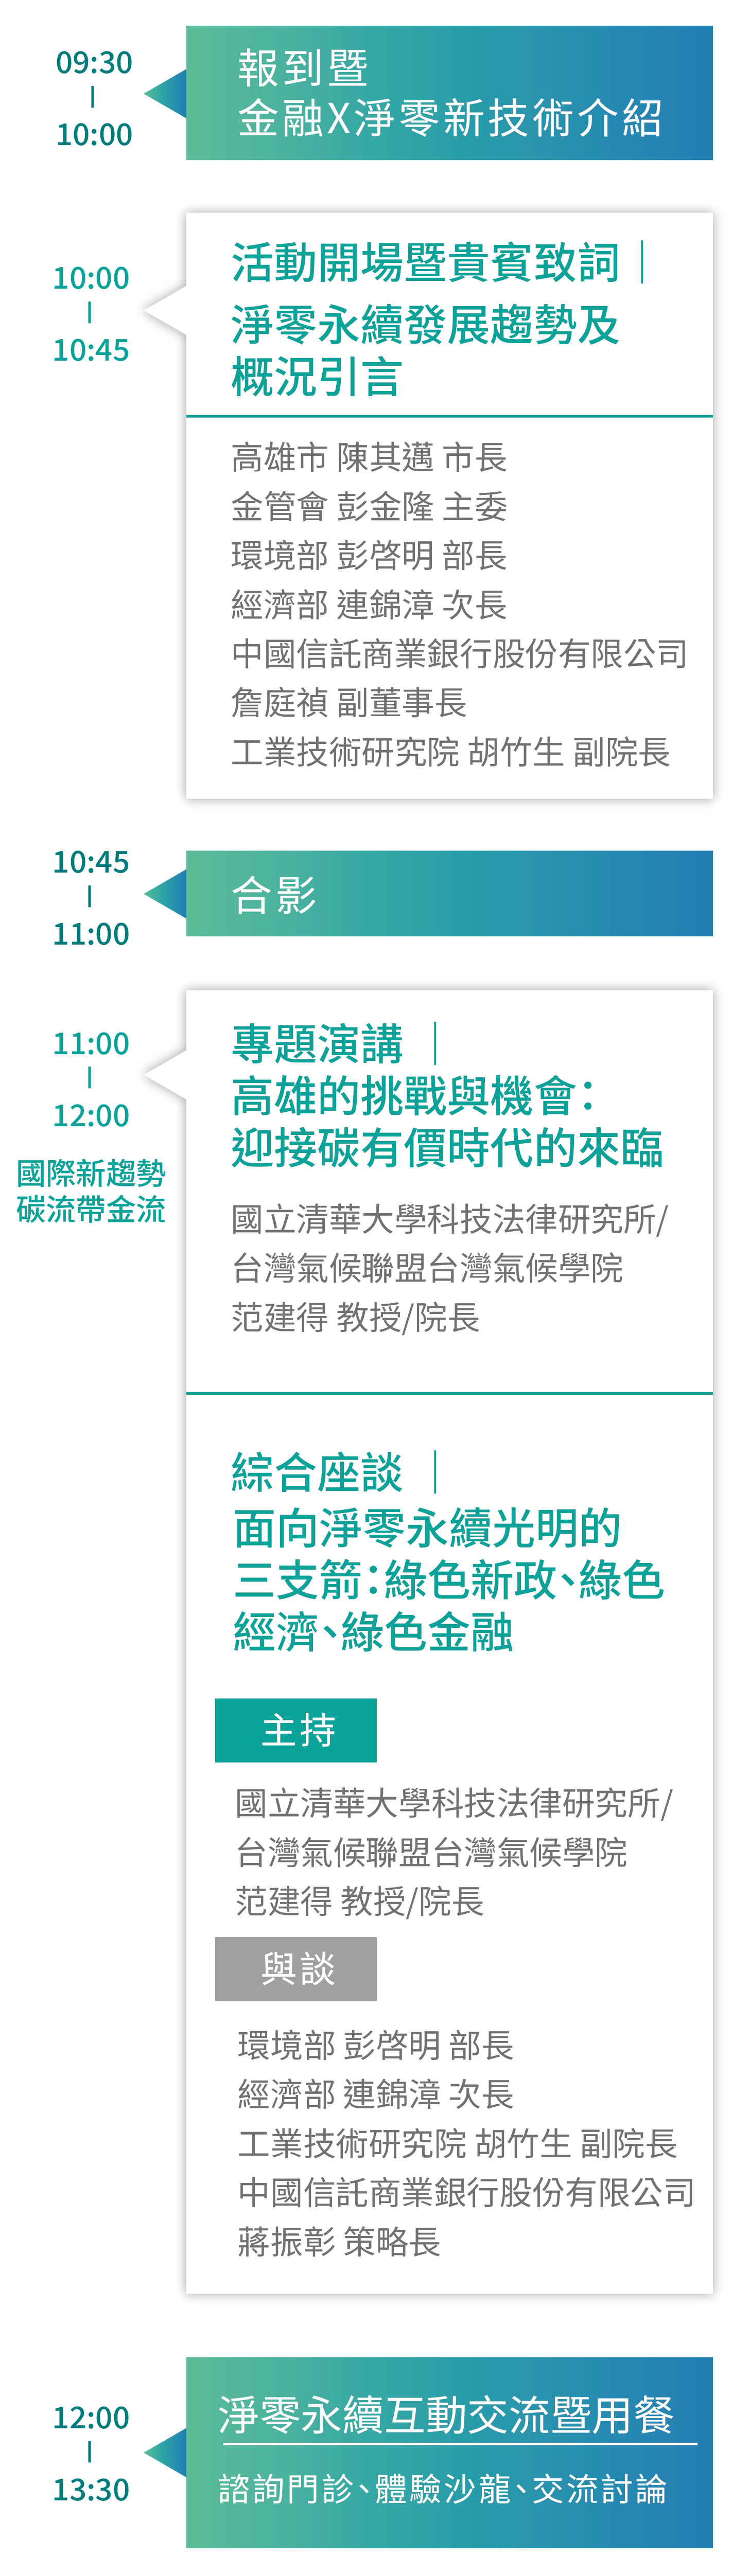 09:30
|
10:00
報到暨
金融X淨零新技術介紹
10:00
|
10:45
活動開場暨貴賓致詞｜
淨零永續發展趨勢及
概況引言
高雄市 陳其邁 市長
金管會 彭金隆 主委
環境部 彭啓明 部長
經濟部 連錦漳 次長
中國信託商業銀行股份有限公司
詹庭禎 副董事長
工業技術研究院 胡竹生 副院長
10:45
|
11:00
合影
11:00
|
12:00
國際新趨勢
碳流帶金流
專題演講 ｜
高雄的挑戰與機會：
迎接碳有價時代的來臨
國立清華大學科技法律研究所/
台灣氣候聯盟台灣氣候學院
范建得 教授/院長
綜合座談 ｜
面向淨零永續光明的
三支箭：綠色新政、綠色
經濟、綠色金融
主持
國立清華大學科技法律研究所/
台灣氣候聯盟台灣氣候學院
范建得 教授/院長
與談
環境部 彭啓明 部長
經濟部 連錦漳 次長
工業技術研究院 胡竹生 副院長
中國信託商業銀行股份有限公司
蔣振彰 策略長
12:00
|
13:30
淨零永續互動交流暨用餐
諮詢門診、體驗沙龍、交流討論